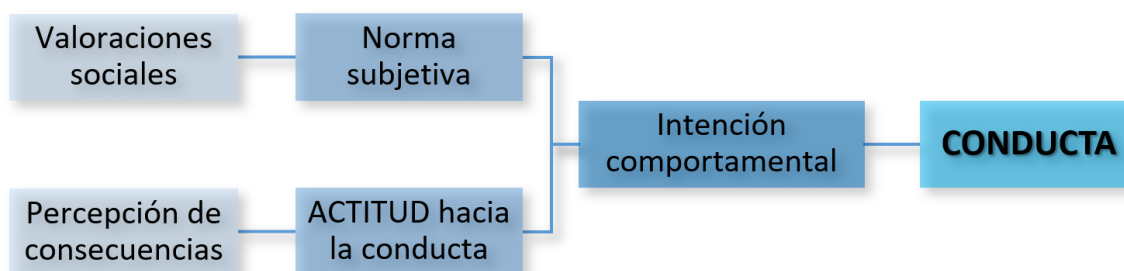 Valoraciones
sociales
Norma
subjetiva
Intención
comportamental
CONDUCTA
Percepción de
consecuencias
ACTITUD hacia
la conducta